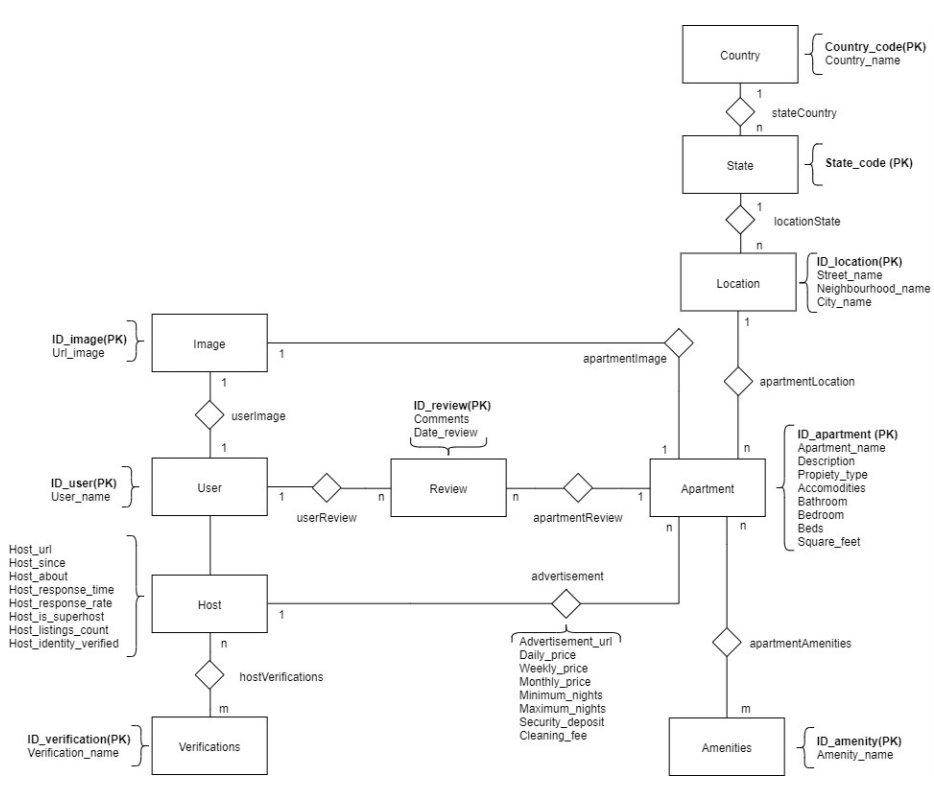 Country
Country_code(PK)
Country_name
1
stateCountry
n
State
State_code (PK)
1
locationState
n
Location
ID_location(PK)
Street_name
Neighbourhood_name
City_name
1
apartmentLocation
n
ID_image(PK)
Url_image
Image
1
apartmentImage
1
1
userImage
1
ID_review(PK)
Comments
Date_review
ID_user(PK)
User_name
User
1
userReview
n
Review
n
apartmentReview
1
Apartment
ID_apartment (PK)
Apartment_name
Description
Propiety_type
Accomodities
Bathroom
Bedroom
Beds
Square_feet
n
n
Host_url
Host_since
Host_about
Host_response_time
Host_response_rate
Host_is_superhost
Host_listings_count
Host_identity_verified
Host
1
advertisement
Advertisement_url
Daily_price
Weekly_price
Monthly_price
Minimum_nights
Maximum_nights
Security_deposit
Cleaning_fee
apartmentAmenities
n
hostVerifications
m
m
ID_verification(PK)
Verification_name
Verifications
Amenities
ID_amenity(PK)
Amenity_name